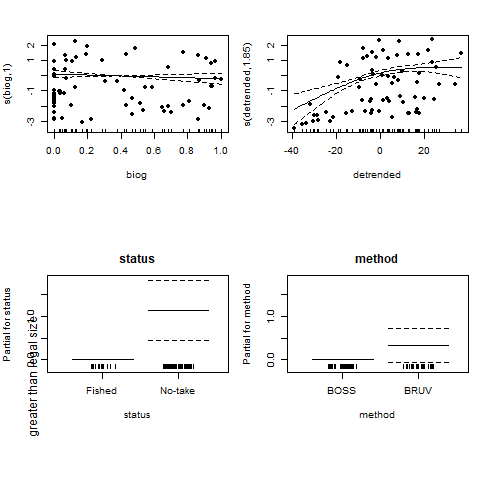 s(biog,1)
2
1
-1
-3
0.0 0.2 0.4 0.6 0.8 1.0
biog
s(detrended,1.85)
2
1
-1
-3
-40 -20 0 20
detrended
status
Partial for status
greater than legal size
1.0
0.0
Fished No-take
status
method
Partial for method
1.0
0.0
BOSS BRUV
method